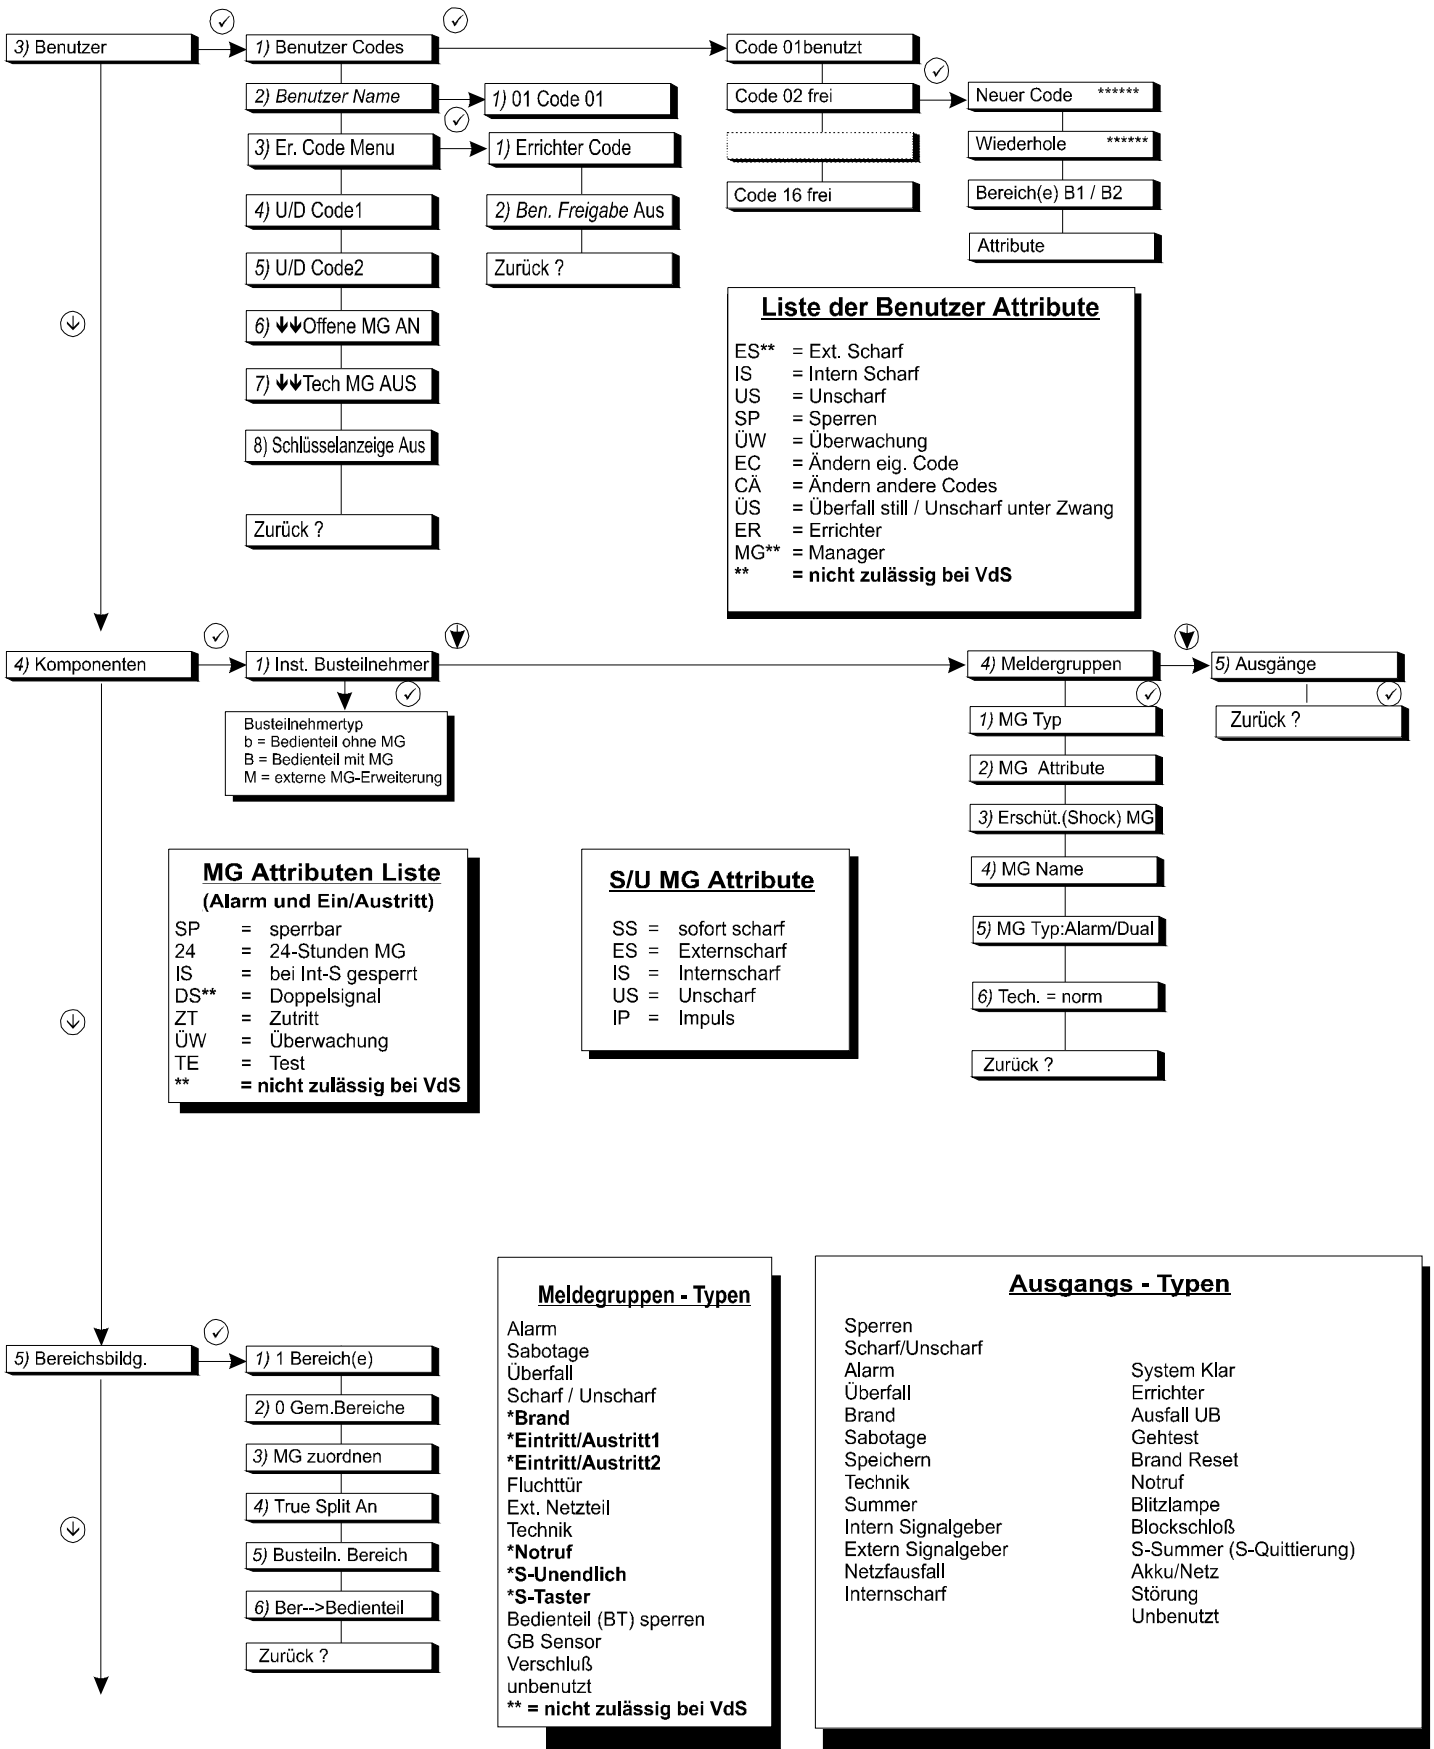 3) Benutzer
1) Benutzer Codes
2) Benutzer Name
3) Er. Code Menu
4) U/D Code1
5) U/D Code2
6) ↓↓Offene MG AN
7) ↓↓Tech MG AUS
8) Schlüsselanzeige Aus
Zurück ?
1) 01 Code 01
1) Errichter Code
2) Ben. Freigabe Aus
Zurück ?
Code 01benutzt
Code 02 frei
Code 16 frei
Neuer Code ******
Wiederhole ******
Bereich(e) B1 / B2
Attribute
Liste der Benutzer Attribute
ES** = Ext. Scharf
IS = Intern Scharf
US = Unscharf
SP = Sperren
ÜW = Überwachung
EC = Ändern eig. Code
CÄ = Ändern andere Codes
ÜS = Überfall still / Unscharf unter Zwang
ER = Errichter
MG** = Manager
** = nicht zulässig bei VdS
4) Komponenten
1) Inst. Busteilnehmer
Busteilnehmertyp
b = Bedienteil ohne MG
B = Bedienteil mit MG
M = externe MG-Erweiterung
4) Meldergruppen
1) MG Typ
2) MG Attribute
3) Erschüt.(Shock) MG
4) MG Name
5) MG Typ:Alarm/Dual
6) Tech. = norm
Zurück ?
5) Ausgänge
Zurück ?
MG Attributen Liste
(Alarm und Ein/Austritt)
SP = sperrbar
24 = 24-Stunden MG
IS = bei Int-S gesperrt
DS** = Doppelsignal
ZT = Zutritt
ÜW = Überwachung
TE = Test
** = nicht zulässig bei VdS
S/U MG Attribute
SS = sofort scharf
ES = Externscharf
IS = Internscharf
US = Unscharf
IP = Impuls
5) Bereichsbildg.
1) 1 Bereich(e)
2) 0 Gem.Bereiche
3) MG zuordnen
4) True Split An
5) Busteiln. Bereich
6) Ber-->Bedienteil
Zurück ?
Meldegruppen - Typen
Alarm
Sabotage
Überfall
Scharf / Unscharf
*Brand
*Eintritt/Austritt1
*Eintritt/Austritt2
Fluchttür
Ext. Netzteil
Technik
*Notruf
*S-Unendlich
*S-Taster
Bedienteil (BT) sperren
GB Sensor
Verschluß
unbenutzt
** = nicht zulässig bei VdS
Ausgangs - Typen
Sperren
Scharf/Unscharf
Alarm
Überfall
Brand
Sabotage
Speichern
Technik
Summer
Intern Signalgeber
Extern Signalgeber
Netzfausfall
Internscharf
System Klar
Errichter
Ausfall UB
Gehtest
Brand Reset
Notruf
Blitzlampe
Blockschloß
S-Summer (S-Quittierung)
Akku/Netz
Störung
Unbenutzt